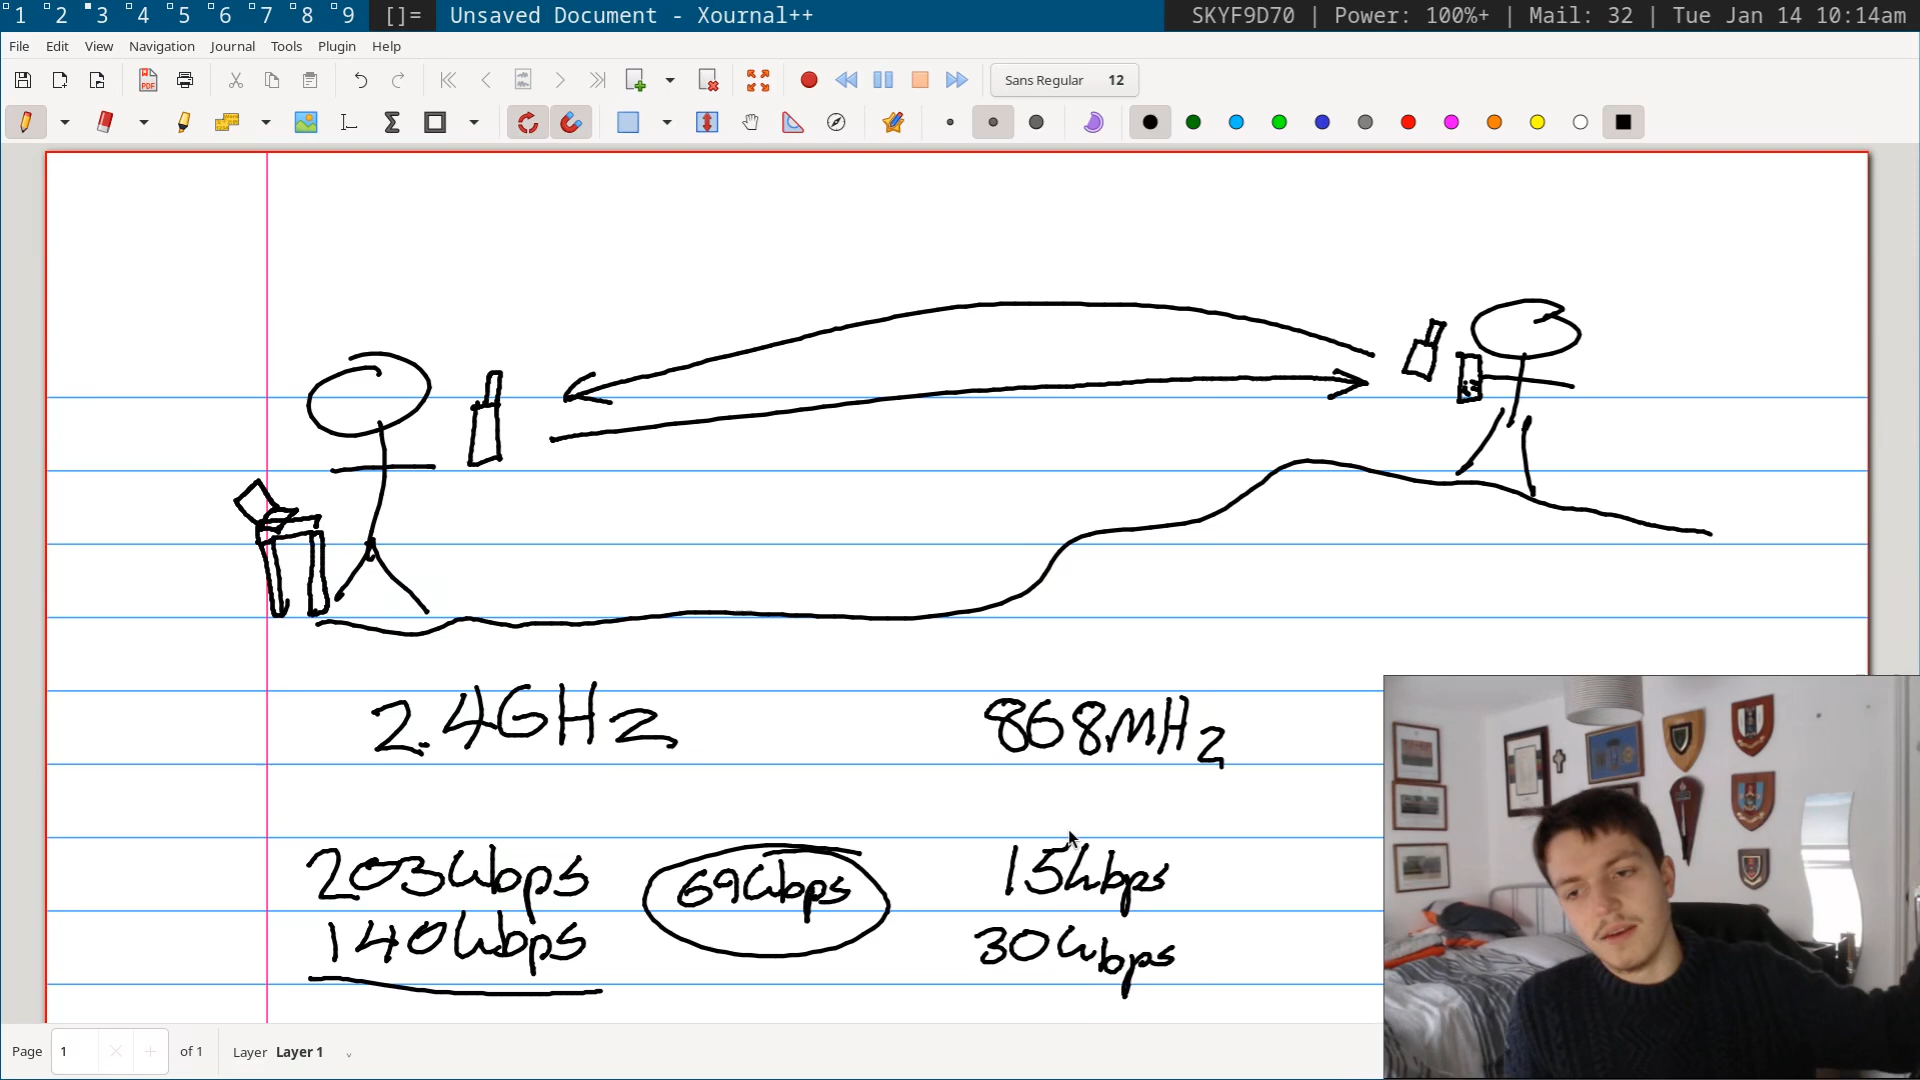 1 2 3 4 5 6 7 8 9 []= Unsaved Document - Xournal++ SKYF9D70 | Power: 100%+ | Mail: 32 | Tue Jan 14 10:14am
File Edit View Navigation Journal Tools Plugin Help
Sans Regular 12
2.4GHz 868MHz
203kbps 69kbps 15kbps
140kbps 30kbps
Page 1 of 1 Layer Layer 1